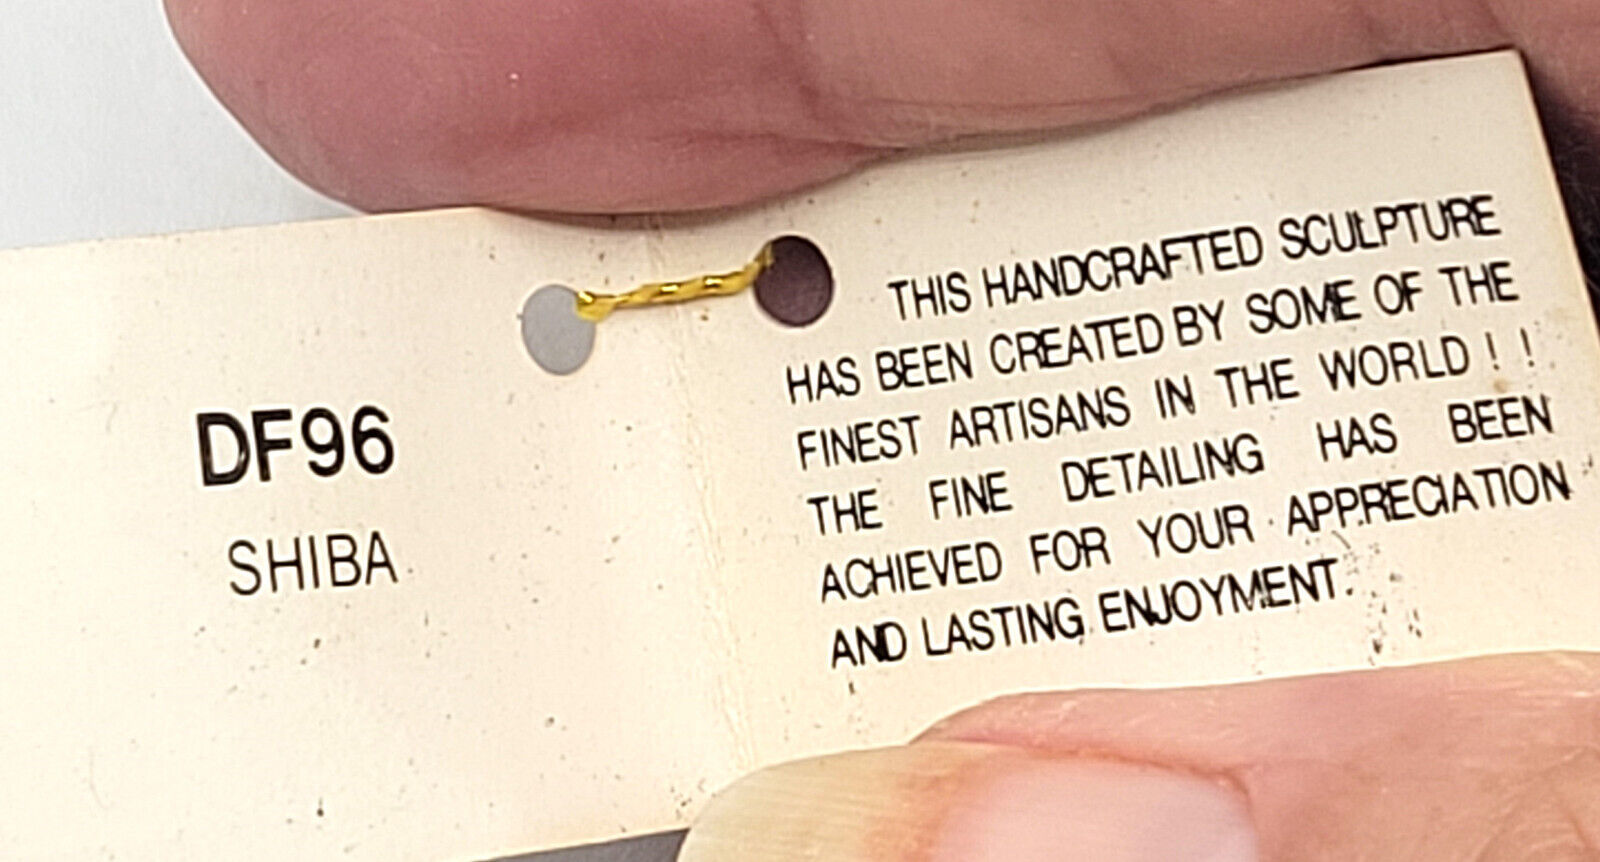 DF96
SHIBA
THIS HANDCRAFTED SCULPTURE
HAS BEEN CREATED BY SOME OF THE
FINEST ARTISANS IN THE WORLD ! !
THE FINE DETAILING HAS BEEN
ACHIEVED FOR YOUR APPRECIATION
AND LASTING ENJOYMENT.